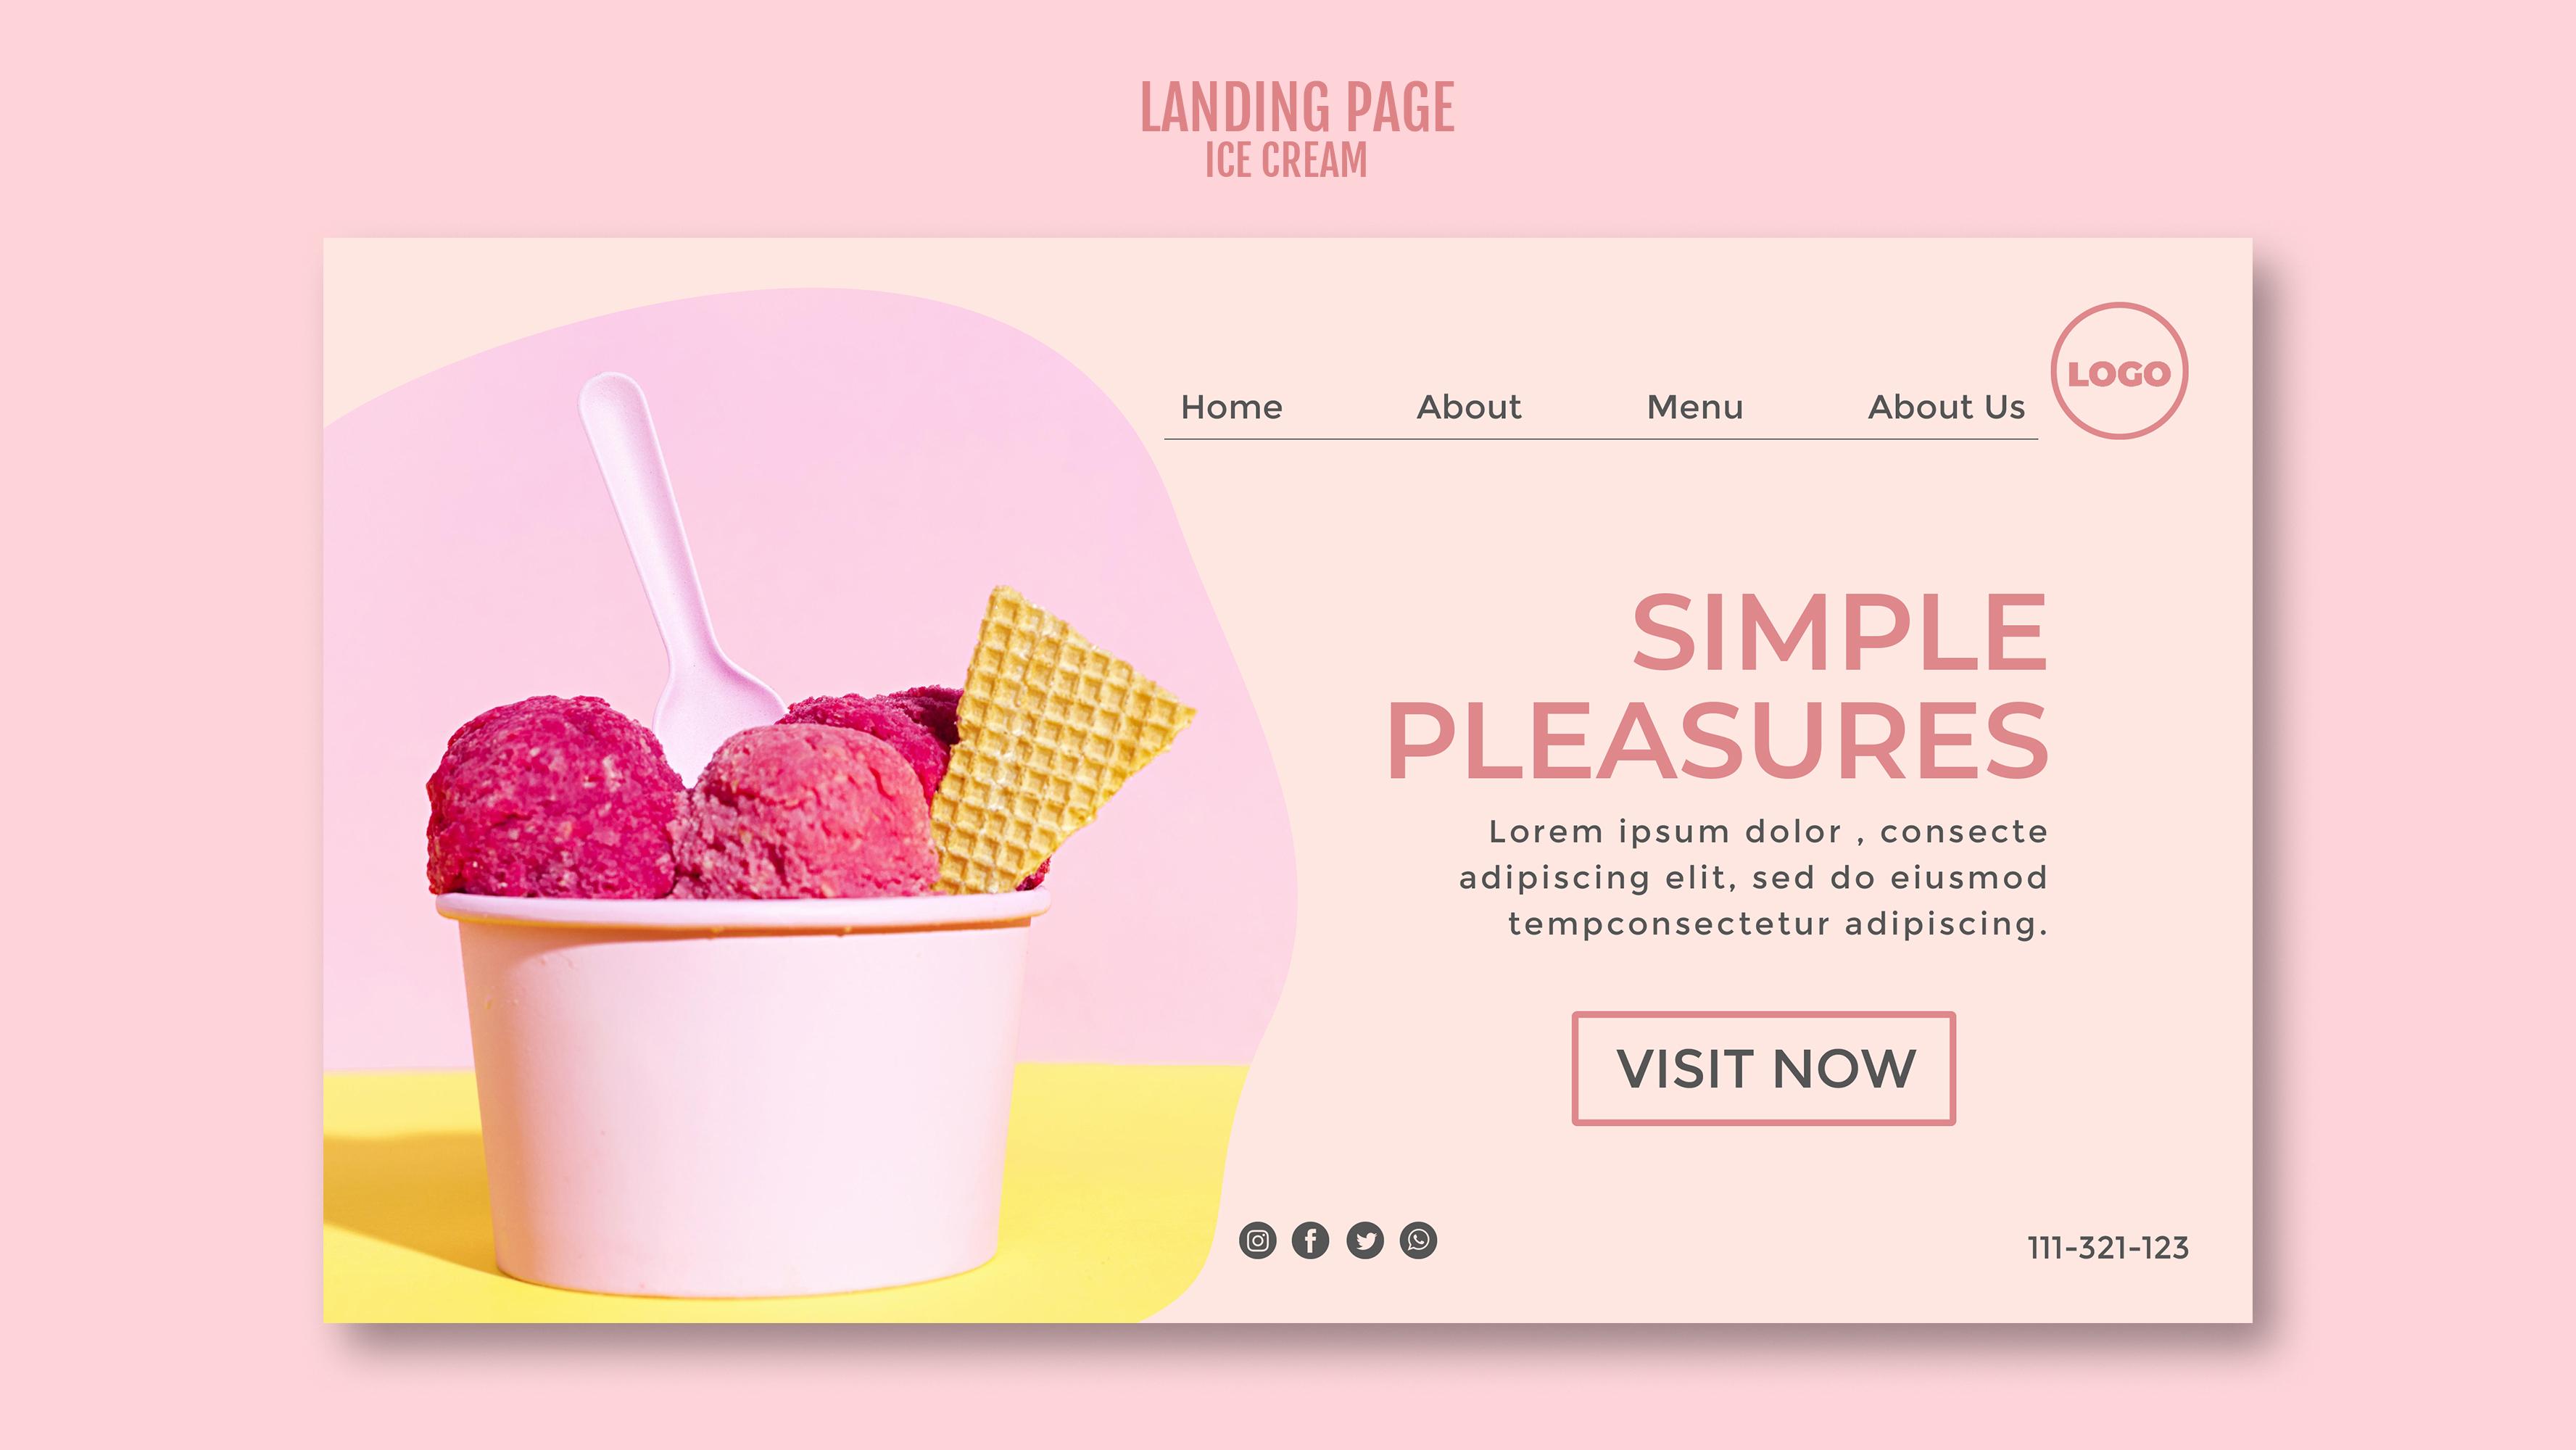 LANDING PAGE
ICE CREAM
Home About Menu About Us
LOGO
SIMPLE
PLEASURES
Lorem ipsum dolor , consecte
adipiscing elit, sed do eiusmod
tempconsectetur adipiscing.
VISIT NOW
111-321-123